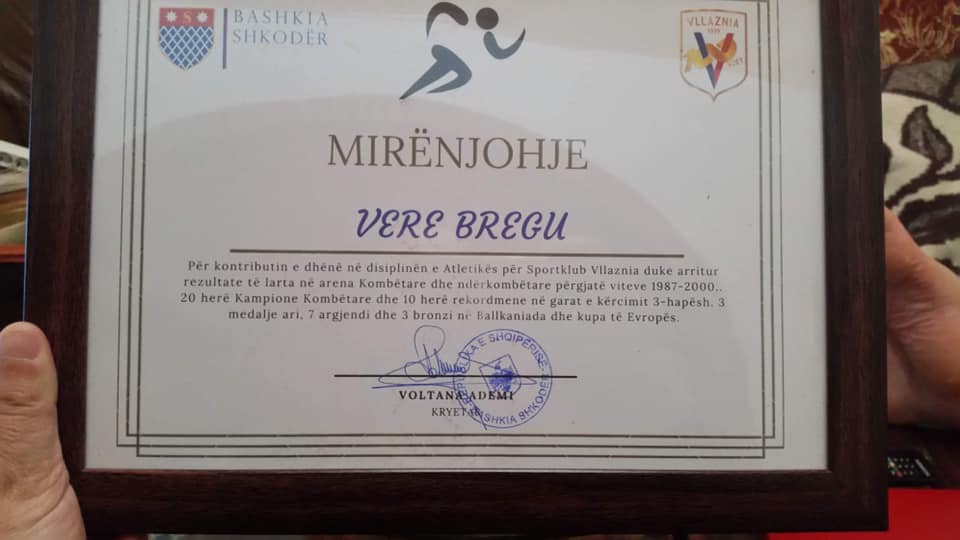 BASHKIA
SHKODËR
VLLAZNIA
MIRËNJOHJE
VERE BREGU
Për kontributin e dhënë në disiplinën e Atletikës për Sportklub Vllaznia duke arritur
rezultate të larta në arena Kombëtare dhe ndërkombëtare përgjatë viteve 1987-2000..
20 herë Kampione Kombëtare dhe 10 herë rekordmene në garat e kërcimit 3-hapësh. 3
medalje ari, 7 argjendi dhe 3 bronzi në Ballkaniada dhe kupa të Evropës.
REPUBLIKA E SHQIPËRISË
BASHKIA SHKODËR
VOLTANA ADEMI